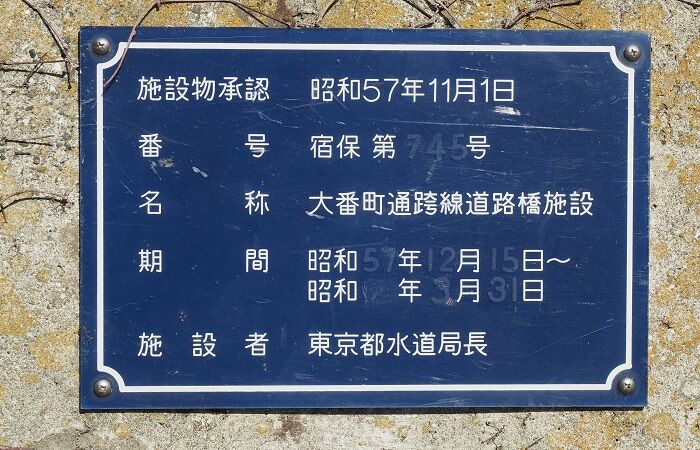 施設物承認 昭和57年11月1日
番号 宿保第745号
名称 大番町通跨線道路橋施設
期間 昭和57年12月15日～
昭和 年3月31日
施設者 東京都水道局長